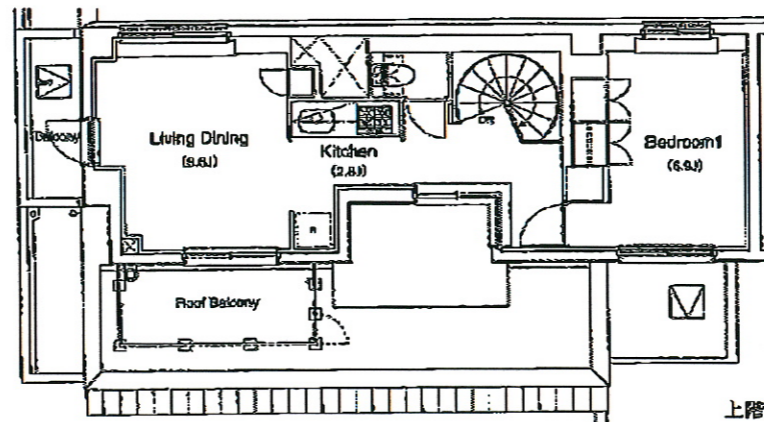 Balcony
Living Dining
(9.6J)
Kitchen
(2.8J)
DN
Bedroom1
(6.9J)
R
Roof Balcony
上階